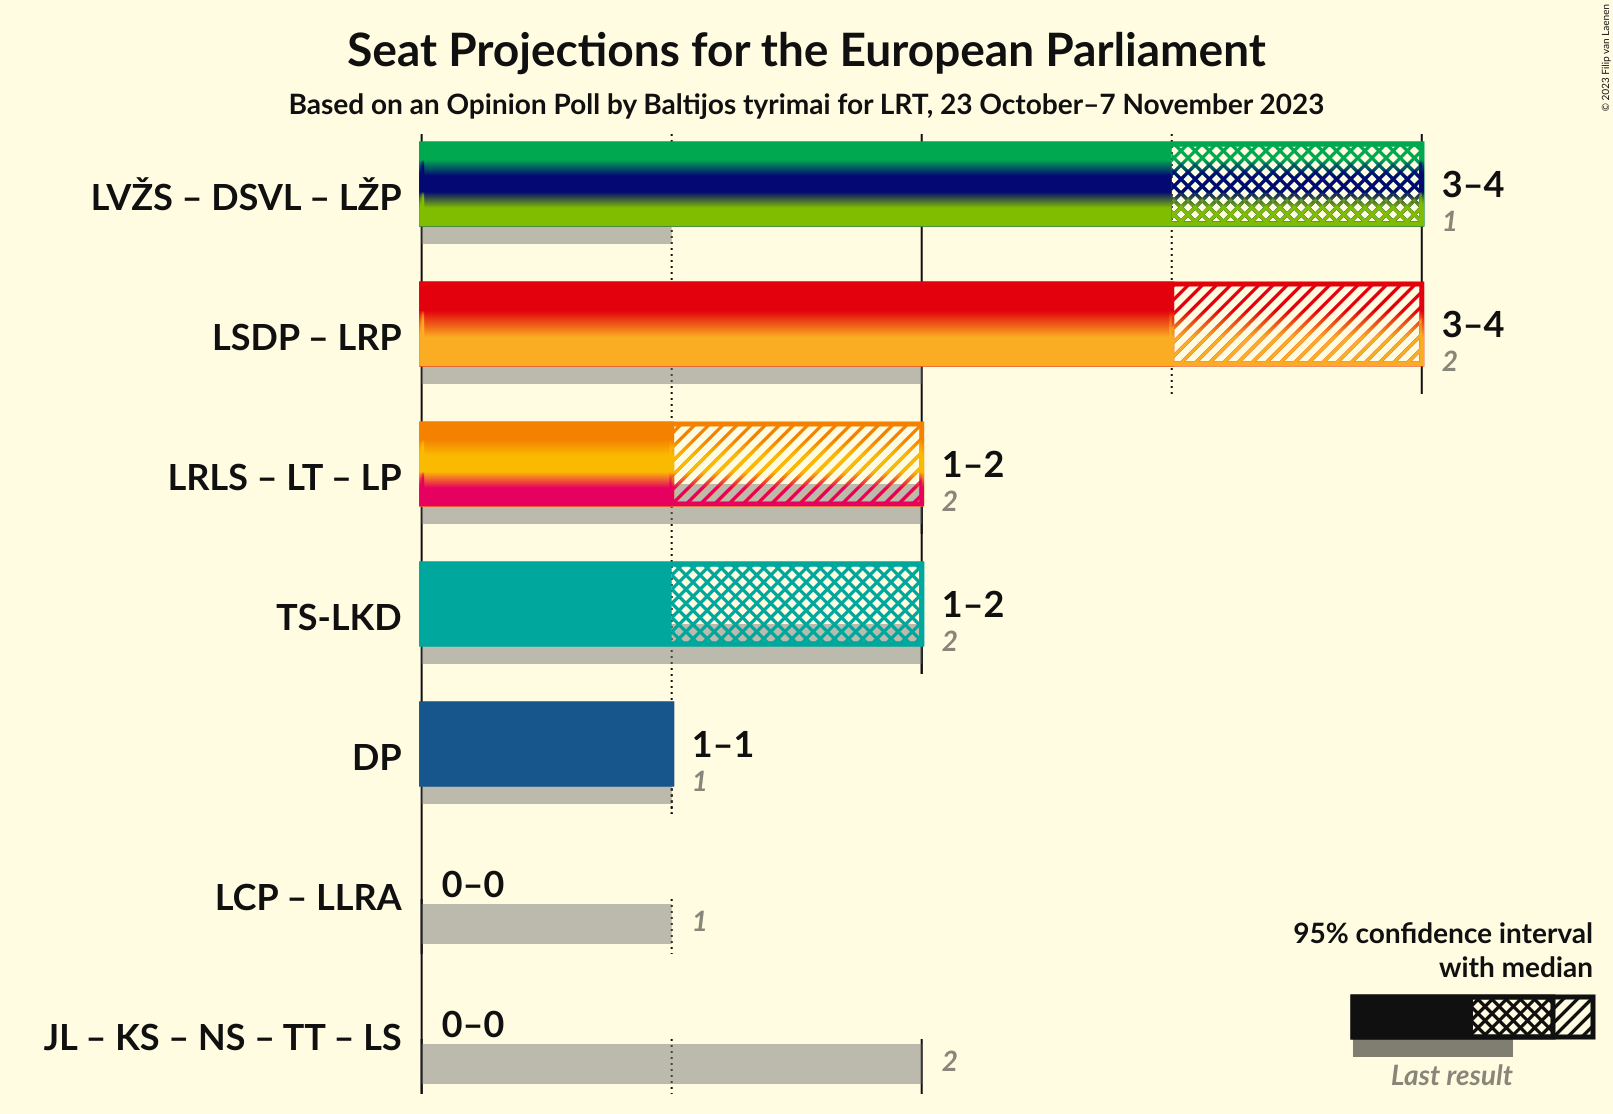 Seat Projections for the European Parliament
Based on an Opinion Poll by Baltijos tyrimai for LRT, 23 October–7 November 2023
© 2023 Filip van Laenen
LVŽS – DSVL – LŽP
3–4
1
LSDP – LRP
3–4
2
LRLS – LT – LP
1–2
2
TS-LKD
1–2
2
DP
1–1
1
LCP – LLRA
0–0
1
JL – KS – NS – TT – LS
0–0
2
95% confidence interval
with median
Last result